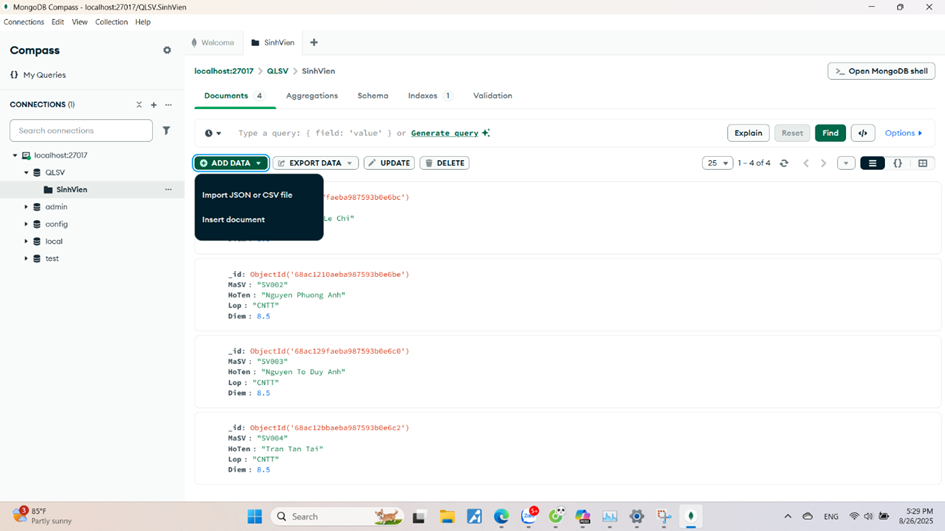 MongoDB Compass - localhost:27017/QLSV.SinhVien
Connections Edit View Collection Help
Compass
{} My Queries
CONNECTIONS (1)
Search connections
localhost:27017
QLSV
SinhVien
admin
config
local
test
Welcome
SinhVien
localhost:27017 > QLSV > SinhVien
Open MongoDB shell
Documents 4 Aggregations Schema Indexes 1 Validation
Type a query: { field: 'value' } or Generate query
Explain Reset Find </> Options
ADD DATA EXPORT DATA UPDATE DELETE
25 1 - 4 of 4 {}
Import JSON or CSV file
Insert document
faeba987593b0e6bc')
Le Chi"
_id: ObjectId('68ac1210aeba987593b0e6be')
MaSV : "SV002"
HoTen : "Nguyen Phuong Anh"
Lop : "CNTT"
Diem : 8.5
_id: ObjectId('68ac129faeba987593b0e6c0')
MaSV : "SV003"
HoTen : "Nguyen To Duy Anh"
Lop : "CNTT"
Diem : 8.5
_id: ObjectId('68ac12bbaeba987593b0e6c2')
MaSV : "SV004"
HoTen : "Tran Tan Tai"
Lop : "CNTT"
Diem : 8.5
3
85°F
Partly sunny
Search
5+
ENG
5:29 PM
8/26/2025